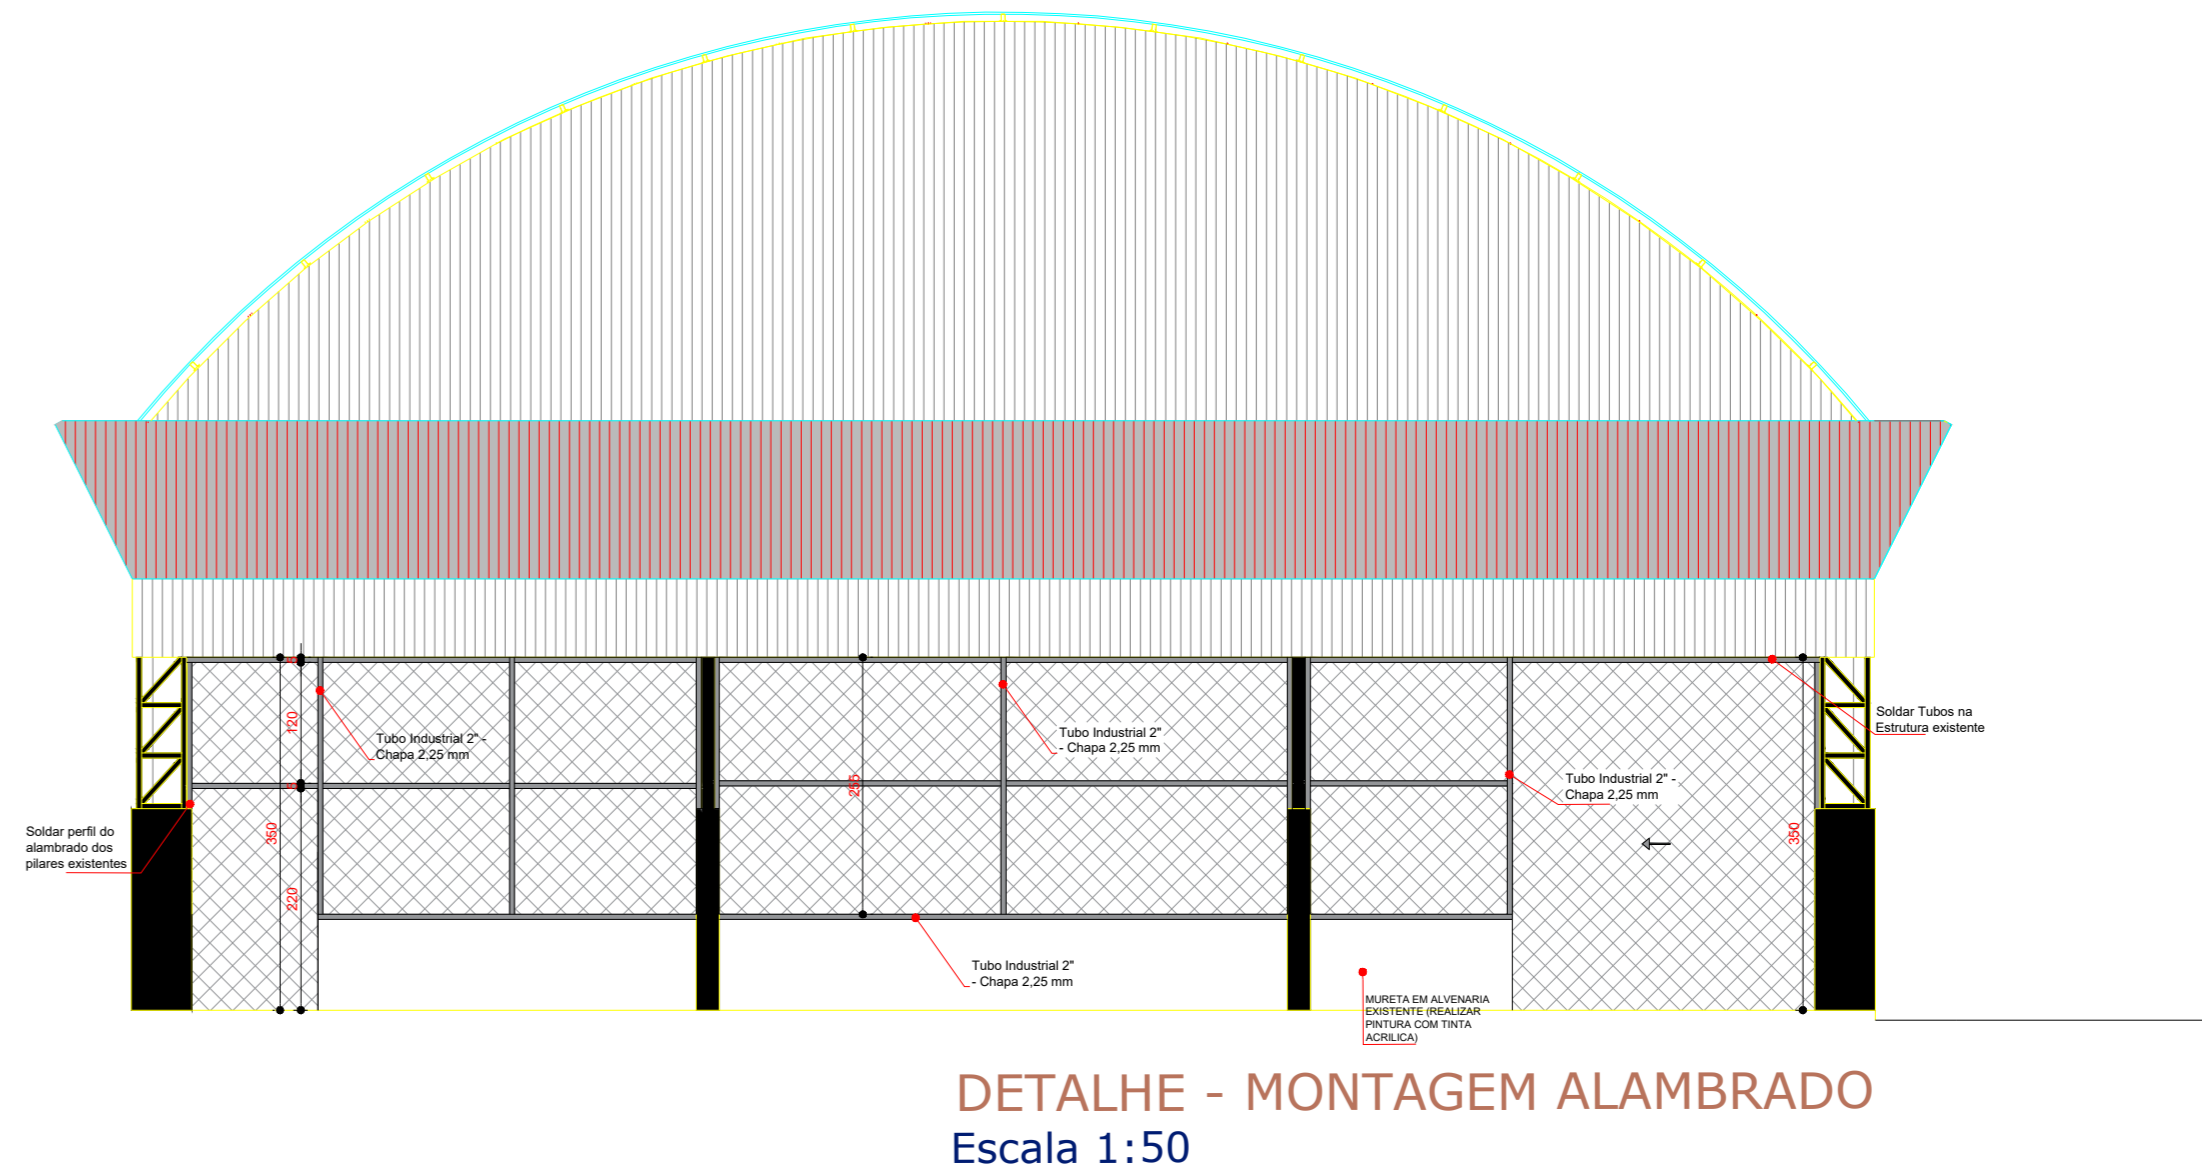 5
120
5
350
220
255
350
Tubo Industrial 2" -
Chapa 2,25 mm
Tubo Industrial 2"
- Chapa 2,25 mm
Tubo Industrial 2" -
Chapa 2,25 mm
Soldar Tubos na
Estrutura existente
Soldar perfil do
alambrado dos
pilares existentes
Tubo Industrial 2"
- Chapa 2,25 mm
MURETA EM ALVENARIA
EXISTENTE (REALIZAR
PINTURA COM TINTA
ACRILICA)
DETALHE - MONTAGEM ALAMBRADO
Escala 1:50